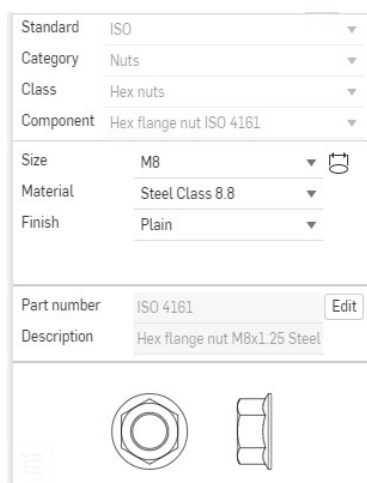 Standard ISO
Category Nuts
Class Hex nuts
Component Hex flange nut ISO 4161
Size M8
Material Steel Class 8.8
Finish Plain
Part number ISO 4161 Edit
Description Hex flange nut M8x1.25 Steel